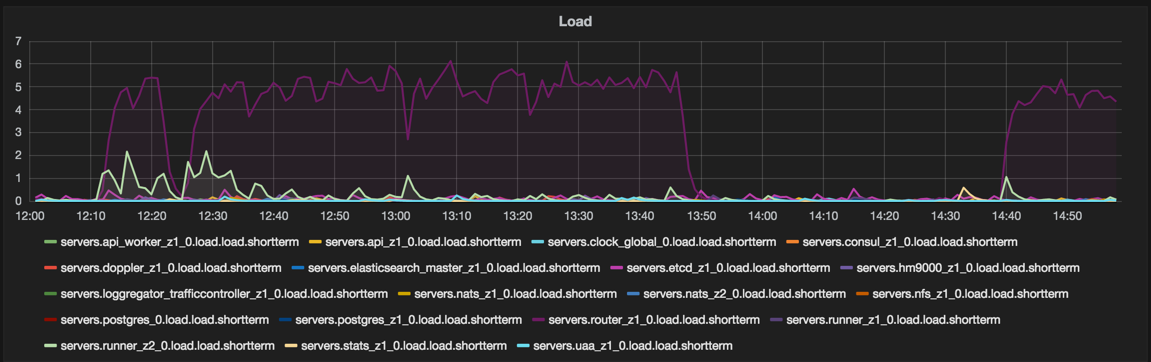 Load
7
6
5
4
3
2
1
0
12:00 12:10 12:20 12:30 12:40 12:50 13:00 13:10 13:20 13:30 13:40 13:50 14:00 14:10 14:20 14:30 14:40 14:50
servers.api_worker_z1_0.load.load.shortterm servers.api_z1_0.load.load.shortterm servers.clock_global_0.load.load.shortterm servers.consul_z1_0.load.load.shortterm
servers.doppler_z1_0.load.load.shortterm servers.elasticsearch_master_z1_0.load.load.shortterm servers.etcd_z1_0.load.load.shortterm servers.hm9000_z1_0.load.load.shortterm
servers.loggregator_trafficcontroller_z1_0.load.load.shortterm servers.nats_z1_0.load.load.shortterm servers.nats_z2_0.load.load.shortterm servers.nfs_z1_0.load.load.shortterm
servers.postgres_0.load.load.shortterm servers.postgres_z1_0.load.load.shortterm servers.router_z1_0.load.load.shortterm servers.runner_z1_0.load.load.shortterm
servers.runner_z2_0.load.load.shortterm servers.stats_z1_0.load.load.shortterm servers.uaa_z1_0.load.load.shortterm